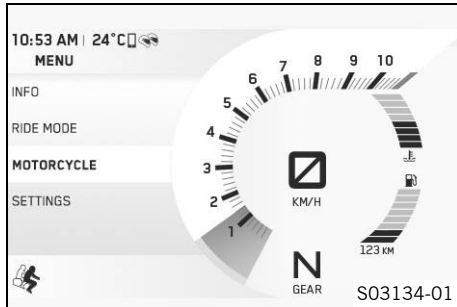 10:53 AM | 24°C
MENU
INFO
RIDE MODE
MOTORCYCLE
SETTINGS
1
2
3
4
5
6
7
8
9
10
0
KM/H
N
GEAR
123 KM
S03134-01